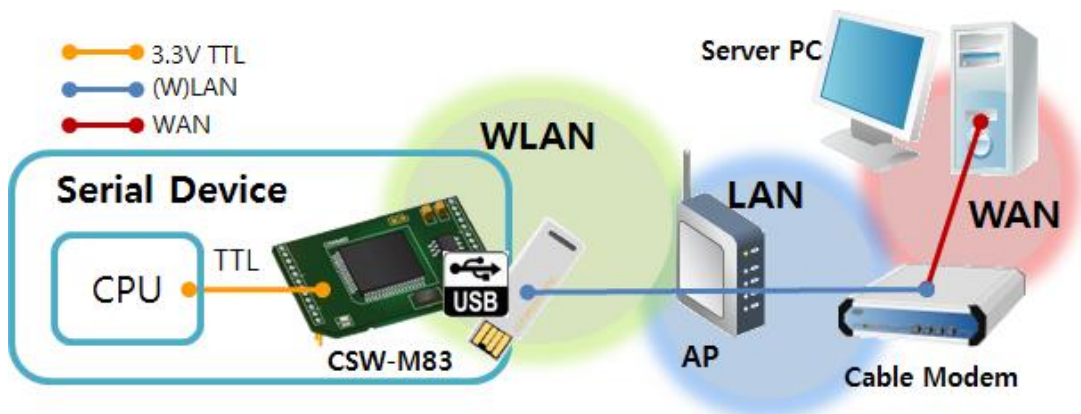 3.3V TTL
(W)LAN
WAN
Server PC
WLAN
Serial Device
LAN
WAN
TTL
CPU
USB
CSW-M83
AP
Cable Modem